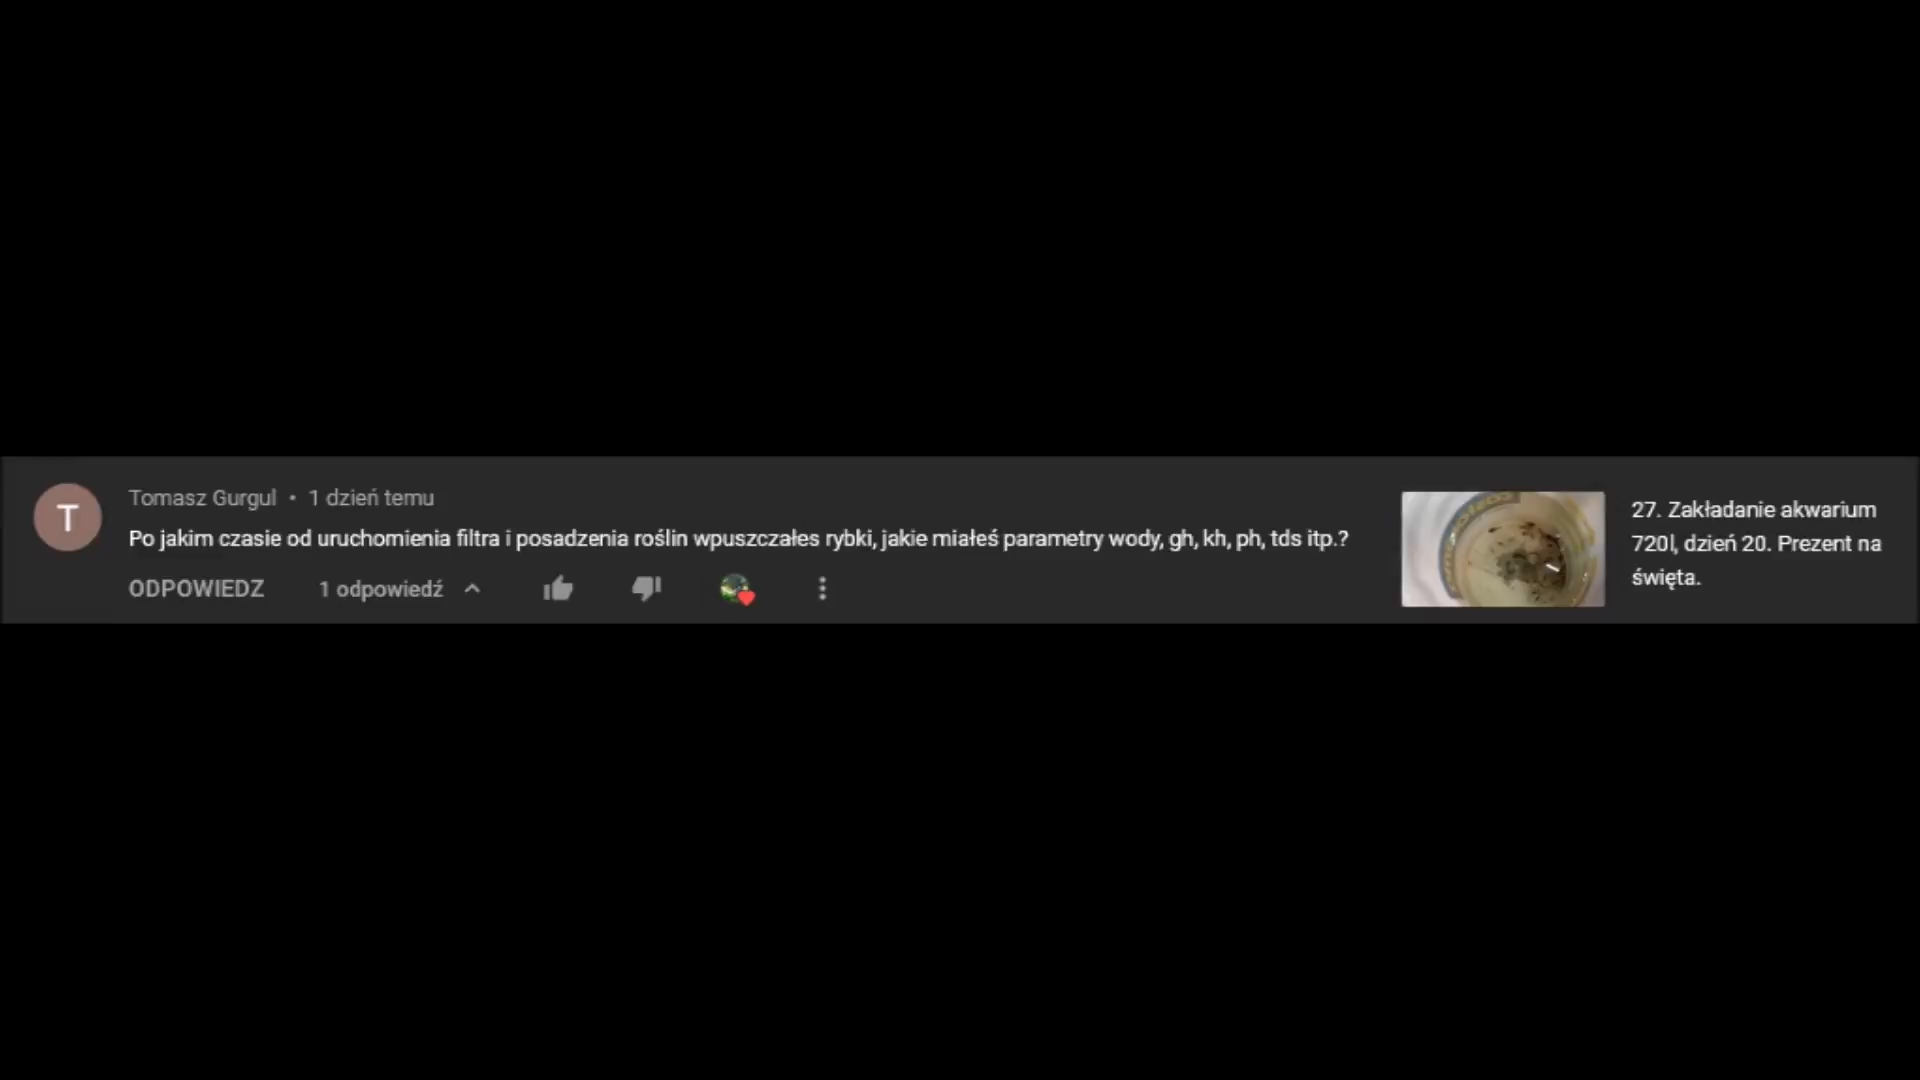 T
Tomasz Gurgul • 1 dzień temu
Po jakim czasie od uruchomienia filtra i posadzenia roślin wpuszczałes rybki, jakie miałeś parametry wody, gh, kh, ph, tds itp.?
ODPOWIEDZ 1 odpowiedź
27. Zakładanie akwarium
720l, dzień 20. Prezent na
święta.